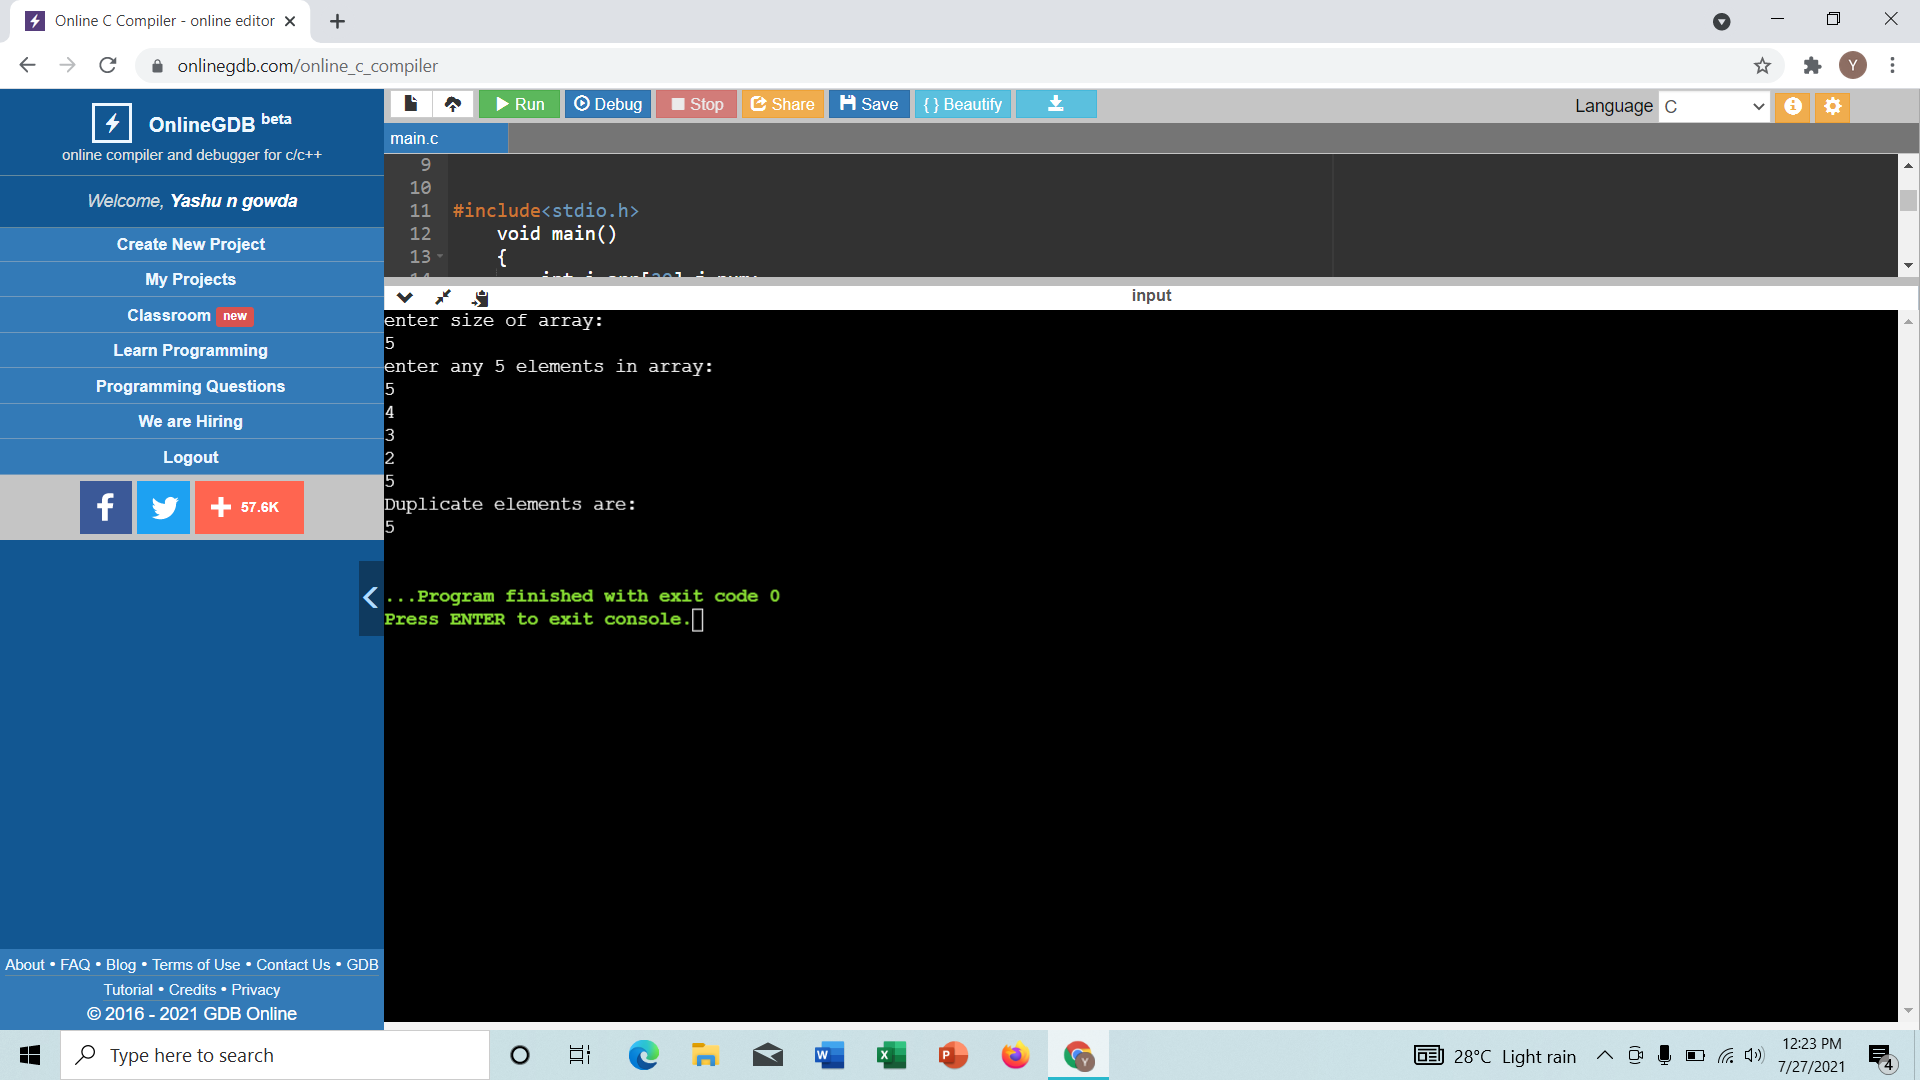 Online C Compiler - online editor
onlinegdb.com/online_c_compiler
Y
OnlineGDB beta
online compiler and debugger for c/c++
Welcome, Yashu n gowda
Create New Project
My Projects
Classroom new
Learn Programming
Programming Questions
We are Hiring
Logout
57.6K
About • FAQ • Blog • Terms of Use • Contact Us • GDB
Tutorial • Credits • Privacy
© 2016 - 2021 GDB Online
Run Debug Stop Share Save { } Beautify
Language C
main.c
9
10
11 #include<stdio.h>
12 void main()
13 {
input
enter size of array:
5
enter any 5 elements in array:
5
4
3
2
5
Duplicate elements are:
5
...Program finished with exit code 0
Press ENTER to exit console.
Type here to search
28°C Light rain
12:23 PM
7/27/2021
4